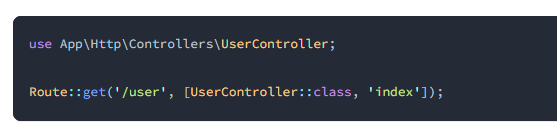 use App\Http\Controllers\UserController;
Route::get('/user', [UserController::class, 'index']);